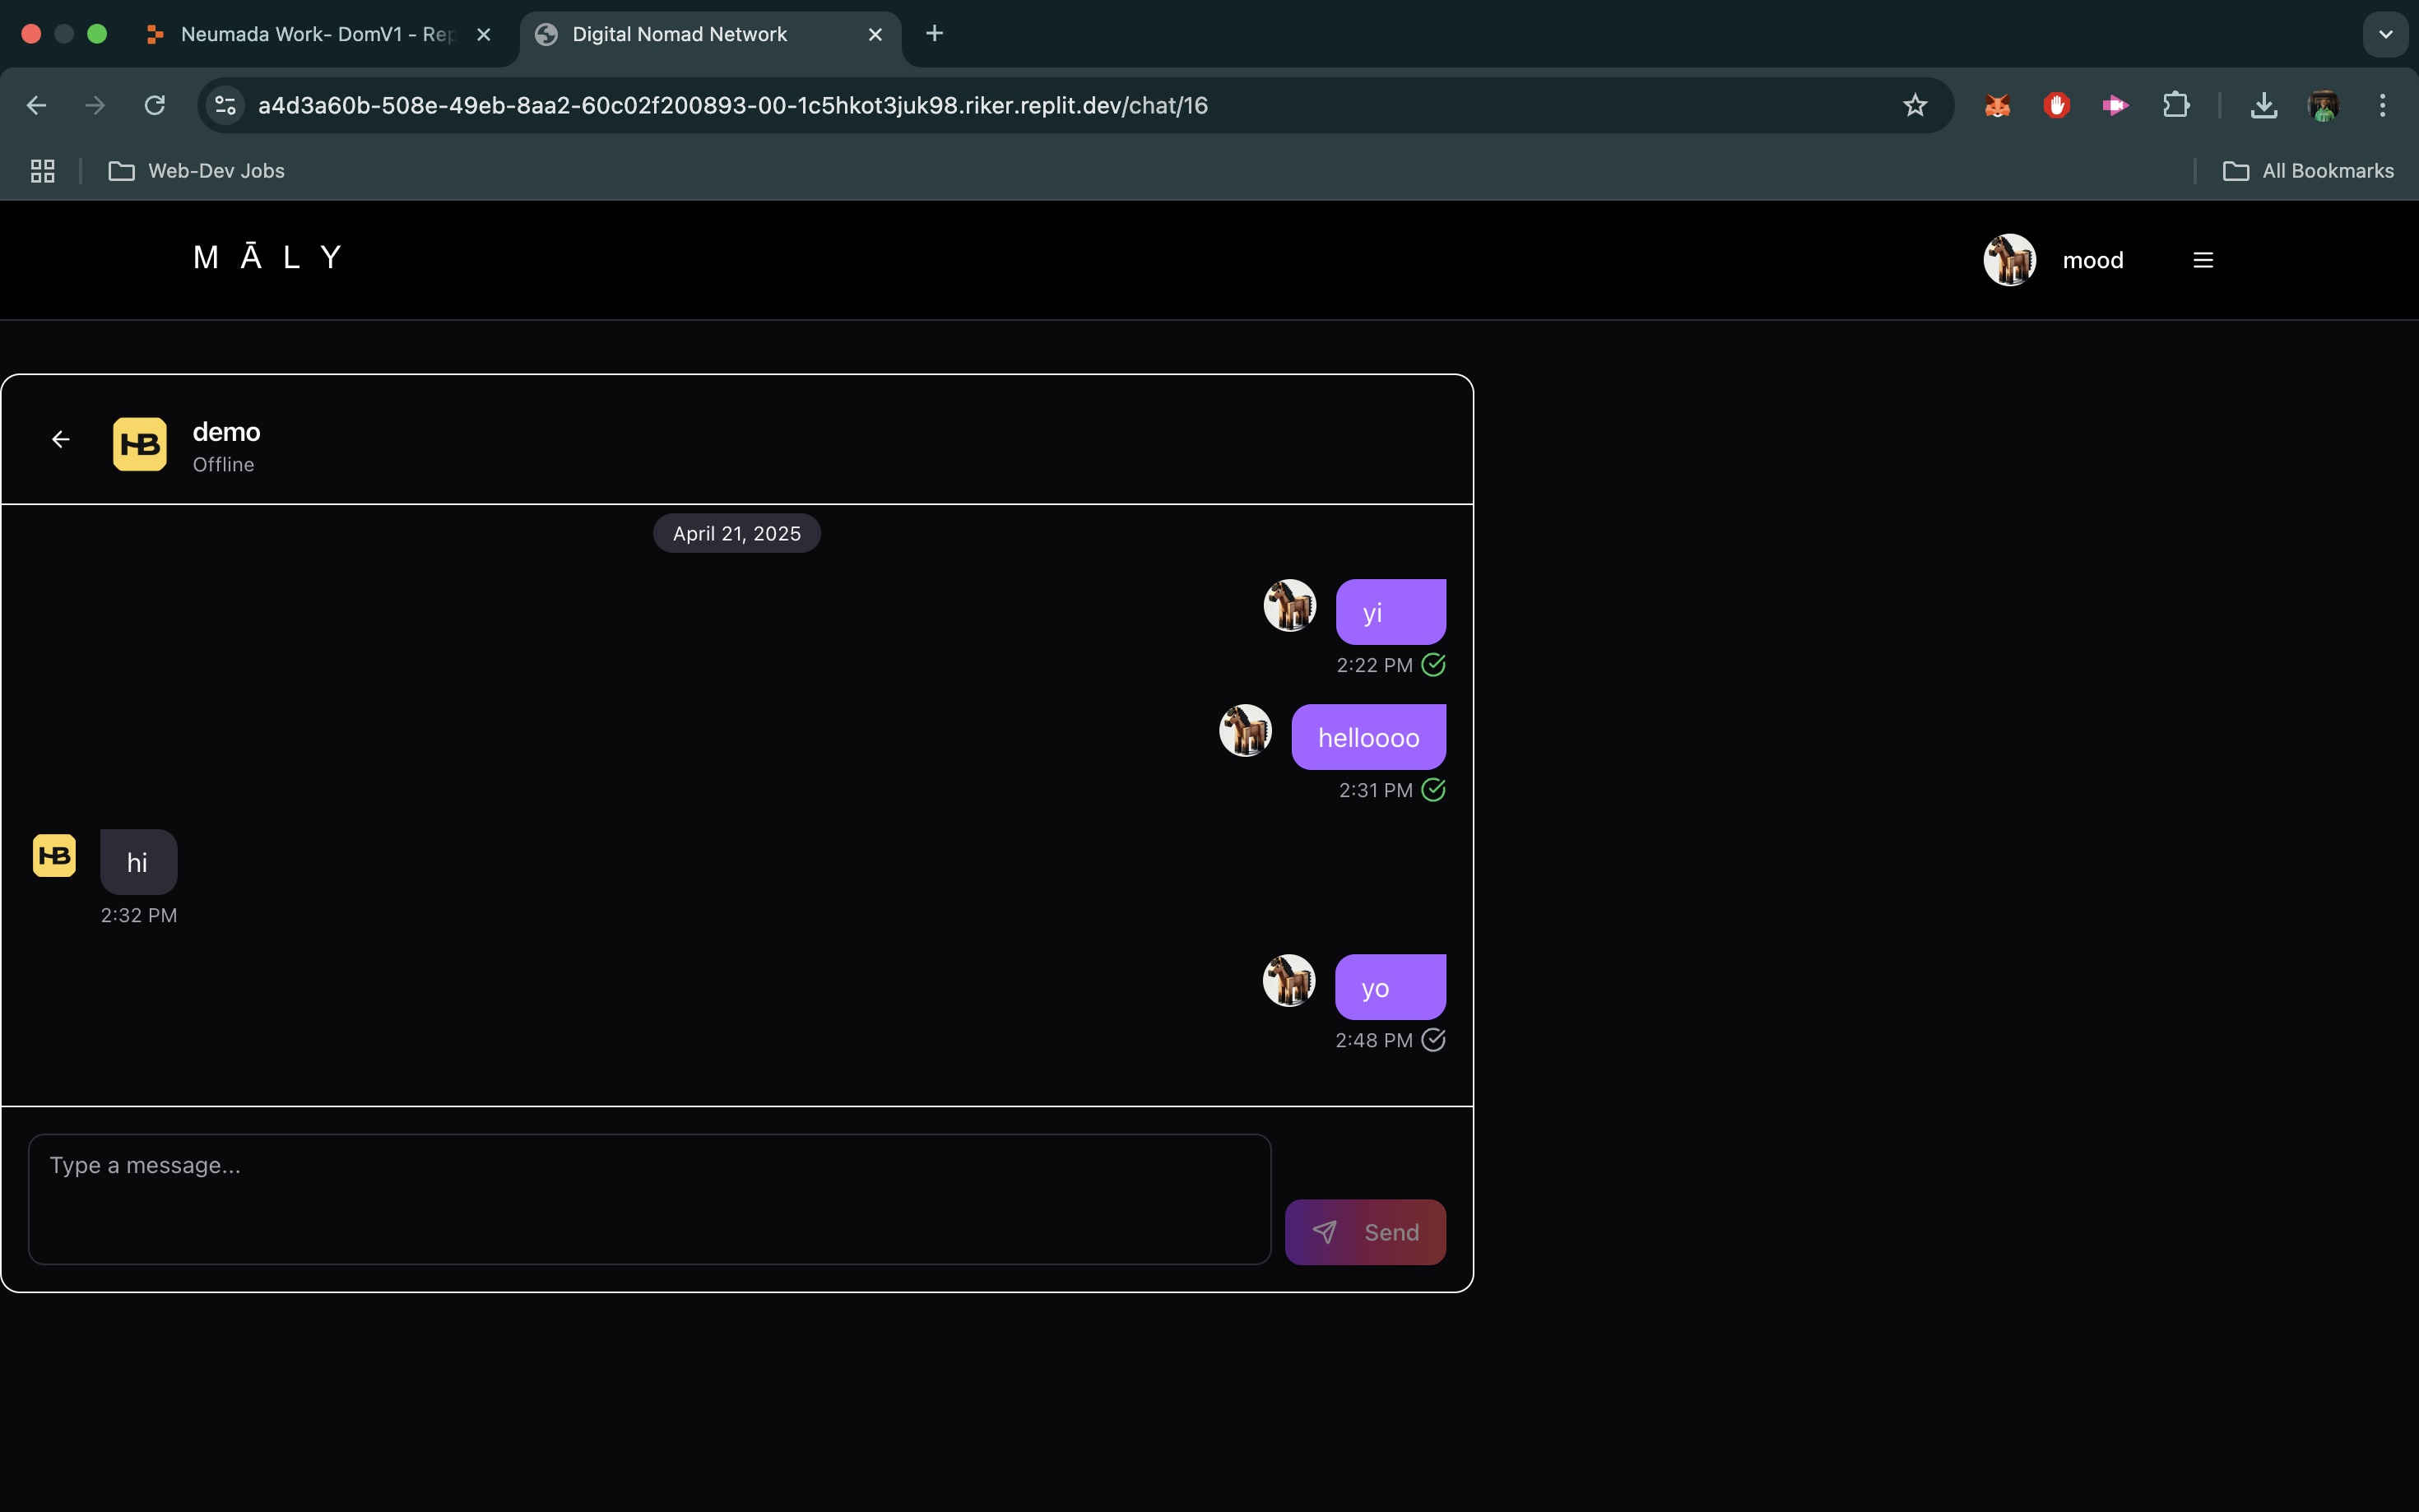 Neumada Work- DomV1 - Rep
Digital Nomad Network
a4d3a60b-508e-49eb-8aa2-60c02f200893-00-1c5hkot3juk98.riker.replit.dev/chat/16
Web-Dev Jobs
All Bookmarks
MĀLY
mood
HB
demo
Offline
April 21, 2025
yi
2:22 PM
helloooo
2:31 PM
HB
hi
2:32 PM
yo
2:48 PM
Type a message...
Send